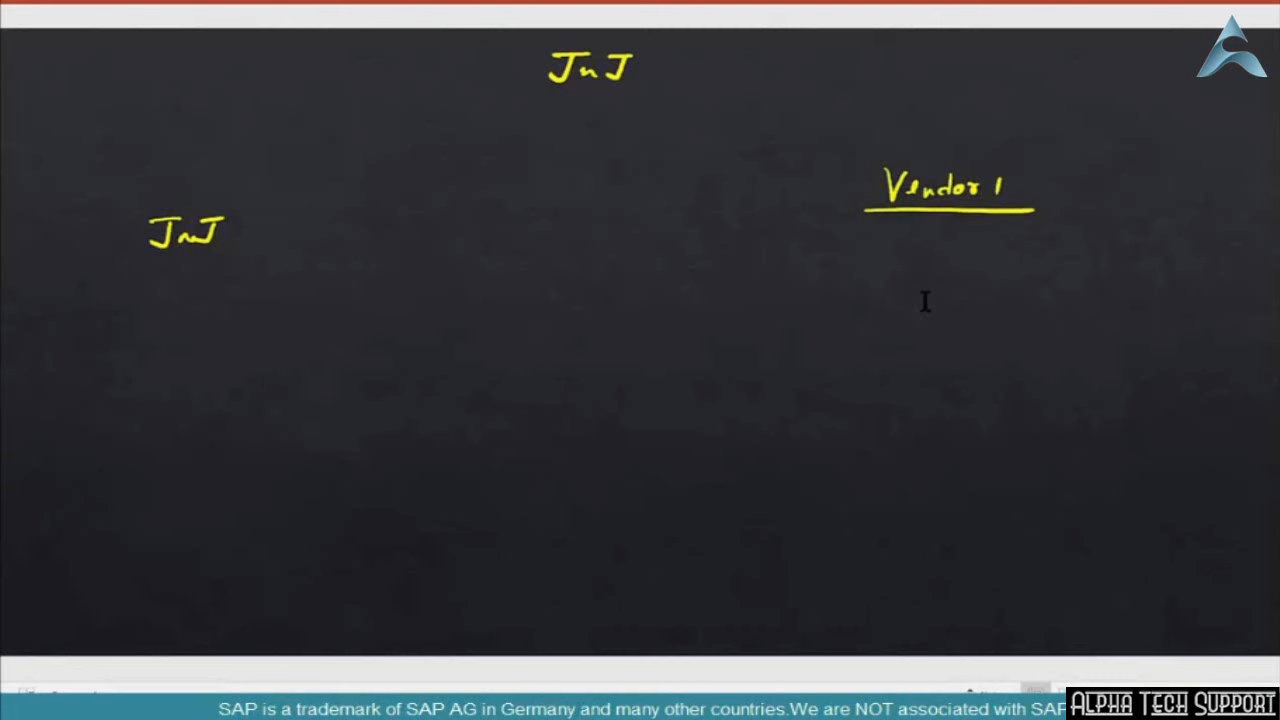 JnJ
Vendor 1
JnJ
SAP is a trademark of SAP AG in Germany and many other countries.We are NOT associated with SAP
ALPHA TECH SUPPORT